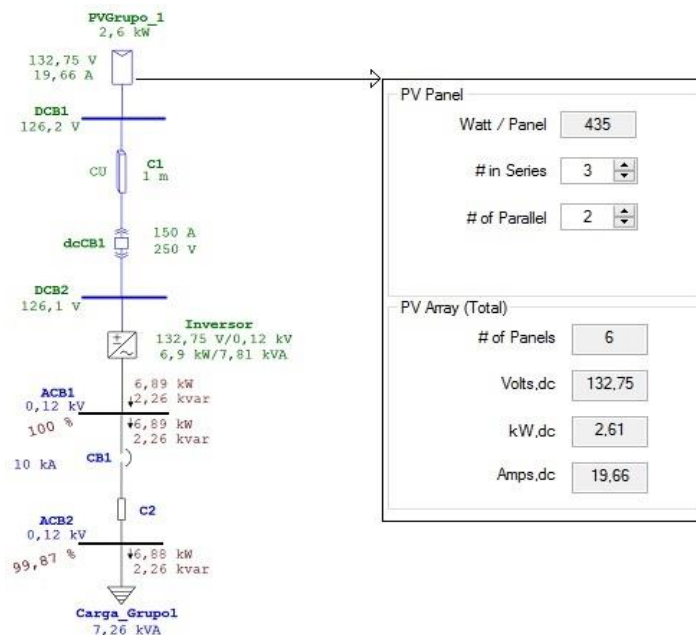 PVGrupo_1
2,6 kW
132,75 V
19,66 A
DCB1
126,2 V
CU
C1
1 m
dcCB1
150 A
250 V
DCB2
126,1 V
Inversor
132,75 V/0,12 kV
6,9 kW/7,81 kVA
6,89 kW
2,26 kvar
ACB1
0,12 kV
100 %
6,89 kW
2,26 kvar
10 kA
CB1
C2
ACB2
0,12 kV
99,87 %
6,88 kW
2,26 kvar
Carga_Grupo1
7,26 kVA
PV Panel
Watt / Panel 435
# in Series 3
# of Parallel 2
PV Array (Total)
# of Panels 6
Volts,dc 132,75
kW,dc 2,61
Amps,dc 19,66